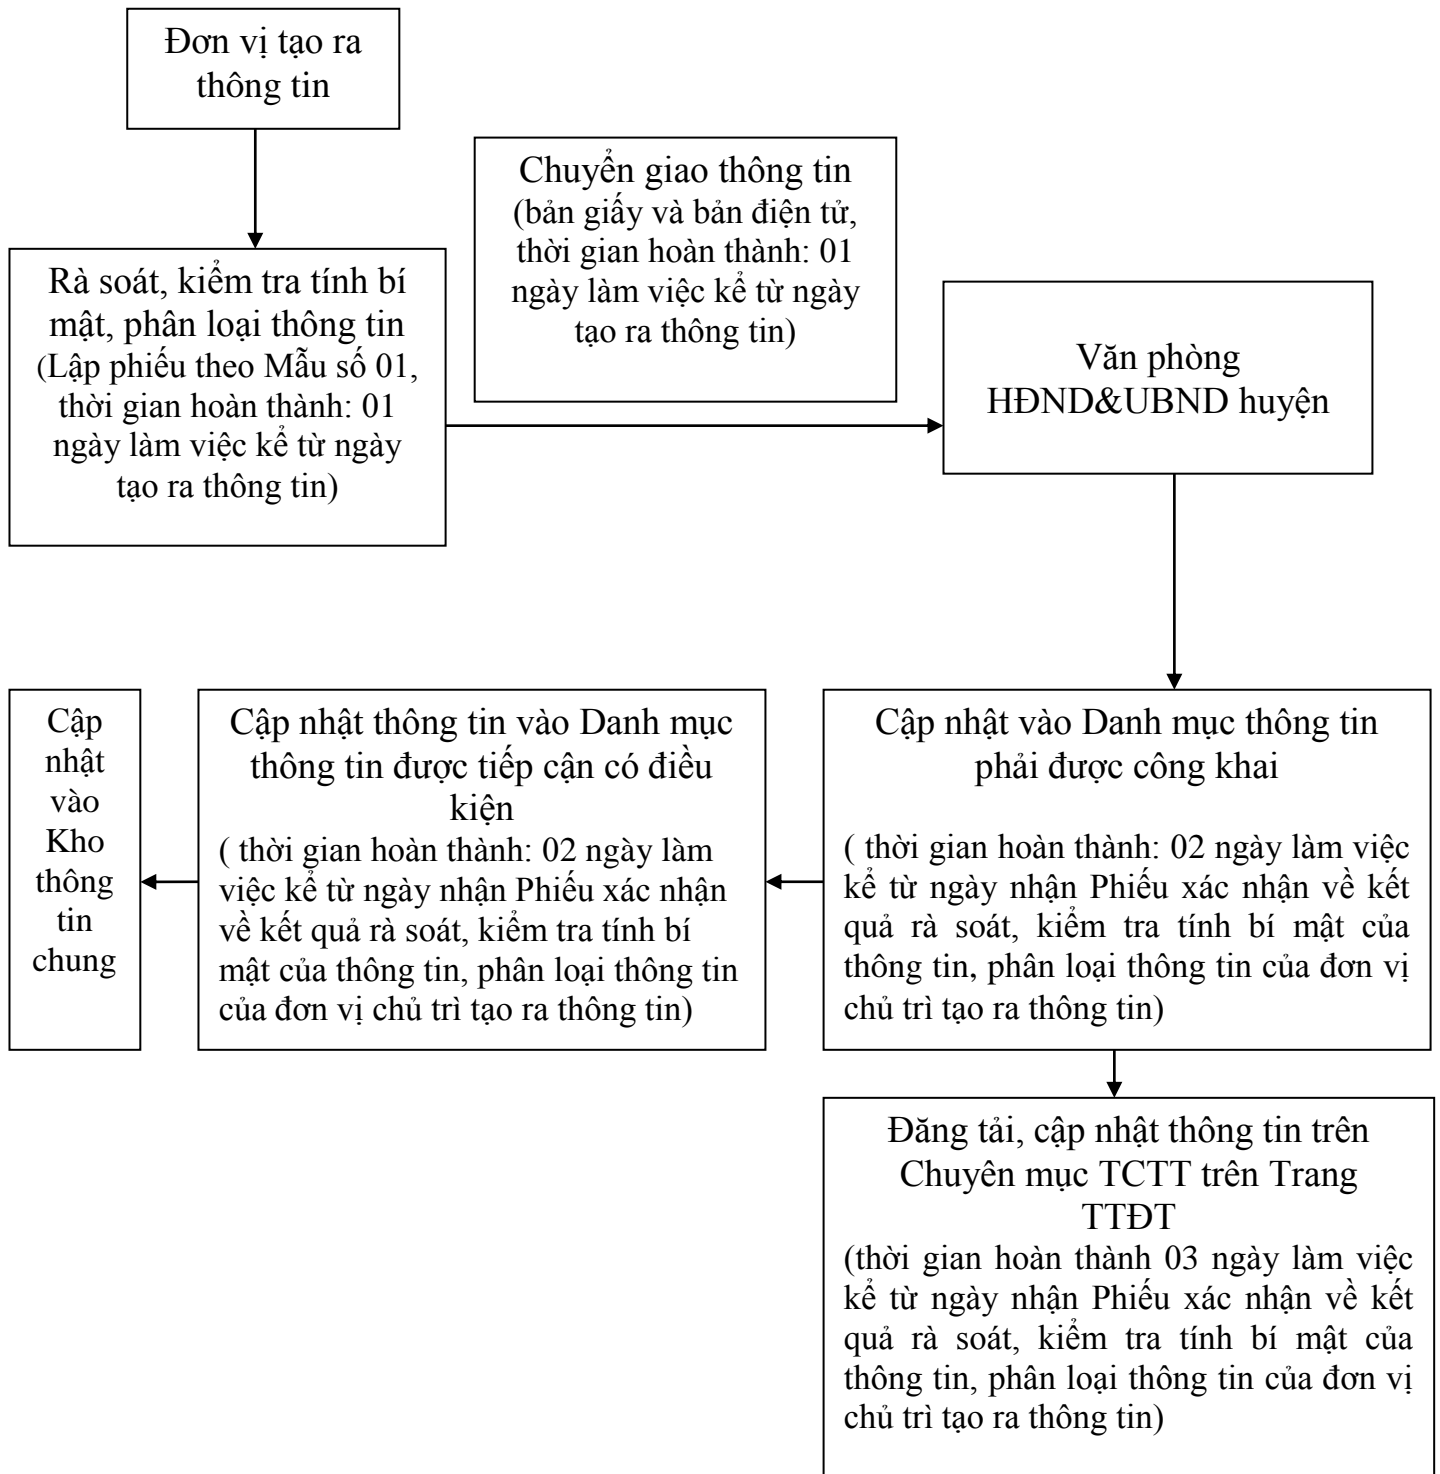 Đơn vị tạo ra
thông tin
Chuyển giao thông tin
(bản giấy và bản điện tử,
thời gian hoàn thành: 01
ngày làm việc kể từ ngày
tạo ra thông tin)
Rà soát, kiểm tra tính bí
mật, phân loại thông tin
(Lập phiếu theo Mẫu số 01,
thời gian hoàn thành: 01
ngày làm việc kể từ ngày
tạo ra thông tin)
Văn phòng
HĐND&UBND huyện
Cập
nhật
vào
Kho
thông
tin
chung
Cập nhật thông tin vào Danh mục
thông tin được tiếp cận có điều
kiện
( thời gian hoàn thành: 02 ngày làm
việc kể từ ngày nhận Phiếu xác nhận
về kết quả rà soát, kiểm tra tính bí
mật của thông tin, phân loại thông tin
của đơn vị chủ trì tạo ra thông tin)
Cập nhật vào Danh mục thông tin
phải được công khai
( thời gian hoàn thành: 02 ngày làm việc
kể từ ngày nhận Phiếu xác nhận về kết
quả rà soát, kiểm tra tính bí mật của
thông tin, phân loại thông tin của đơn vị
chủ trì tạo ra thông tin)
Đăng tải, cập nhật thông tin trên
Chuyên mục TCTT trên Trang
TTĐT
(thời gian hoàn thành 03 ngày làm việc
kể từ ngày nhận Phiếu xác nhận về kết
quả rà soát, kiểm tra tính bí mật của
thông tin, phân loại thông tin của đơn vị
chủ trì tạo ra thông tin)